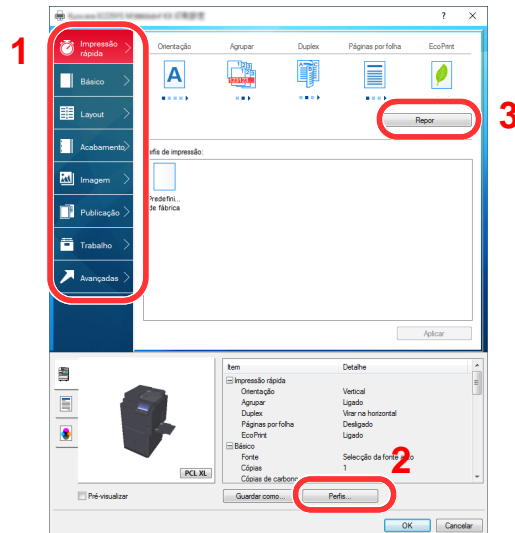 ? ×
1
Impressão
rápida
Básico
Layout
Acabamento
Imagem
Publicação
Trabalho
Avançadas
Orientação Agrupar Duplex Páginas por folha EcoPrint
A
123123
Repor
3
fis de impressão:
Predefini...
de fábrica
Aplicar
PCL XL
Pré-visualizar
Item Detalhe
Impressão rápida
Orientação Vertical
Agrupar Ligado
Duplex Virar na horizontal
Páginas por folha Desligado
EcoPrint Ligado
Básico
Fonte Selecção da fonte
Cópias 1
Cópias de carbono
2
Guardar como... Perfis...
OK Cancelar